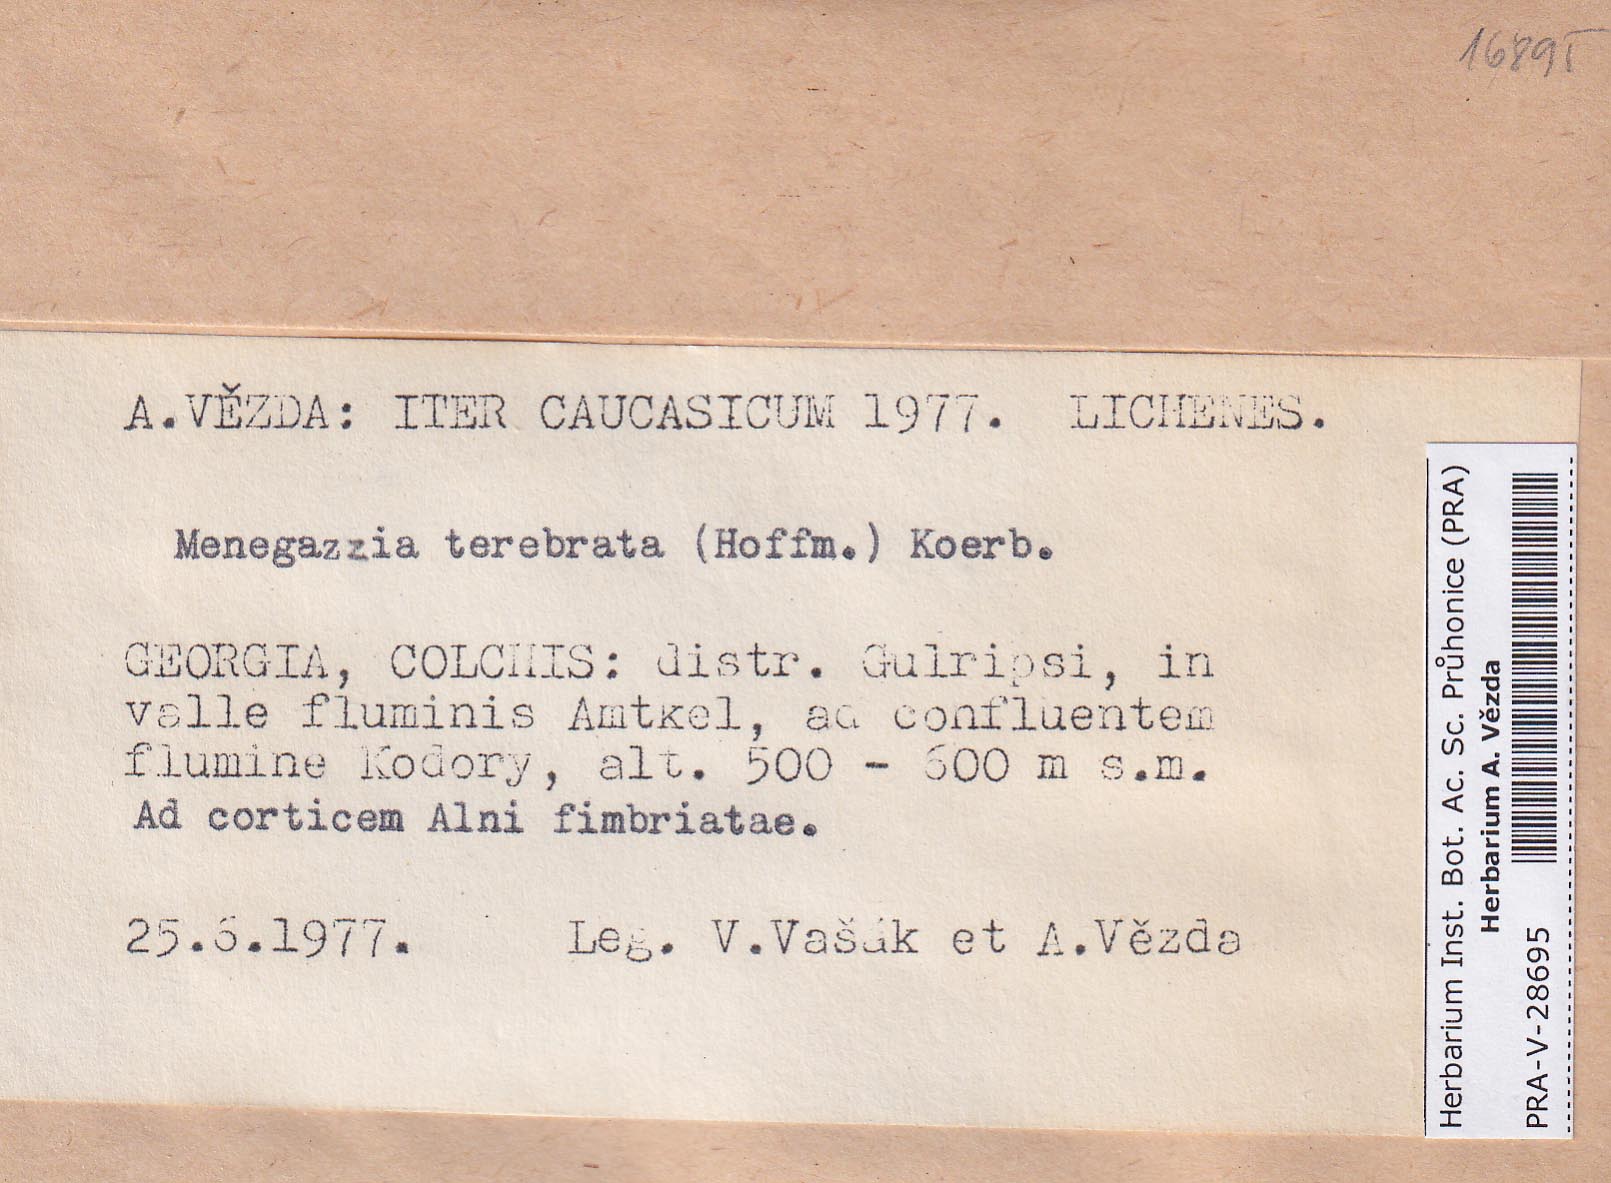 16895
A.VĚZDA: ITER CAUCASICUM 1977. LICHENES.
Menegazzia terebrata (Hoffm.) Koerb.
GEORGIA, COLCHIS: distr. Gulripsi, in
valle fluminis Amtkel, ad confluentem
flumine Kodory, alt. 500 - 600 m s.m.
Ad corticem Alni fimbriatae.
25.6.1977. Leg. V.Vašák et A.Vězda
Herbarium Inst. Bot. Ac. Sc. Průhonice (PRA)
Herbarium A. Vězda
PRA-V-28695